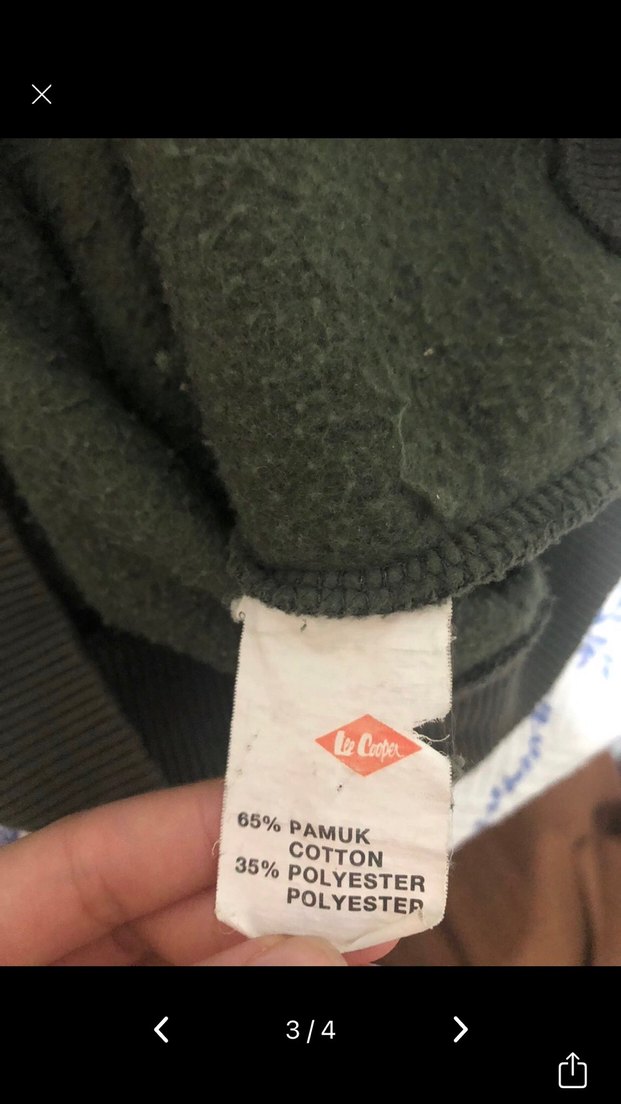 Lee Cooper
65% PAMUK
COTTON
35% POLYESTER
POLYESTER
3 / 4